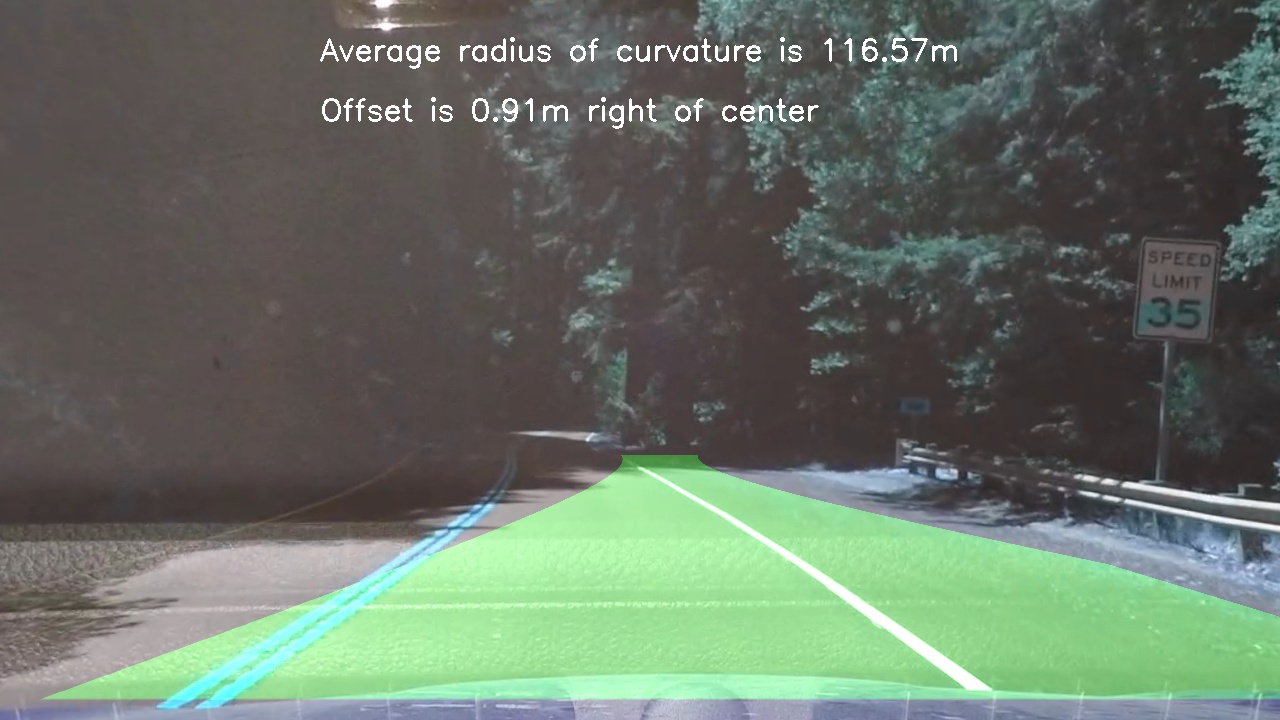 Average radius of curvature is 116.57m
Offset is 0.91m right of center
SPEED
LIMIT
35